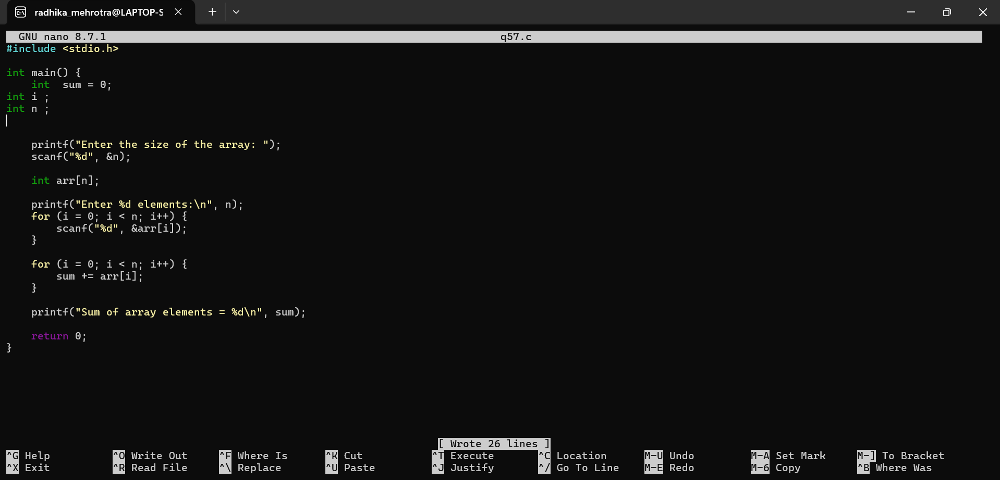 radhika_mehrotra@LAPTOP-S
GNU nano 8.7.1 q57.c
#include <stdio.h>
int main() {
    int  sum = 0;
int i ;
int n ;
    printf("Enter the size of the array: ");
    scanf("%d", &n);
    int arr[n];
    printf("Enter %d elements:\n", n);
    for (i = 0; i < n; i++) {
        scanf("%d", &arr[i]);
    }
    for (i = 0; i < n; i++) {
        sum += arr[i];
    }
    printf("Sum of array elements = %d\n", sum);
    return 0;
}
[ Wrote 26 lines ]
^G Help ^O Write Out ^F Where Is ^K Cut ^T Execute ^C Location M-U Undo M-A Set Mark M-] To Bracket
^X Exit ^R Read File ^\ Replace ^U Paste ^J Justify ^/ Go To Line M-E Redo M-6 Copy ^B Where Was